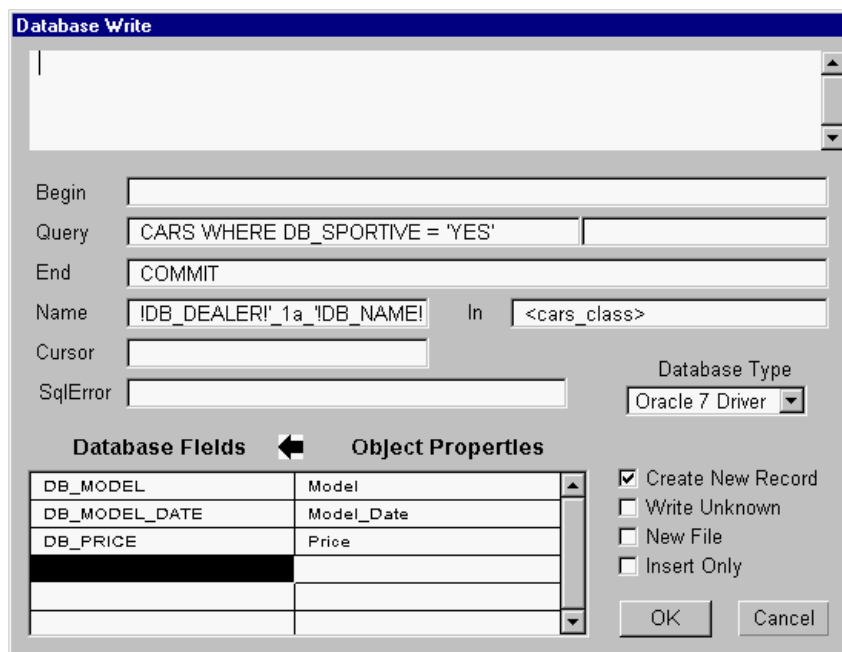 Database Write
Begin
Query CARS WHERE DB_SPORTIVE = 'YES'
End COMMIT
Name !DB_DEALER!'_1a_'!DB_NAME! In <cars_class>
Cursor
Database Type
SqlError
Oracle 7 Driver
Database Fields Object Properties
DB_MODEL Model
DB_MODEL_DATE Model_Date
DB_PRICE Price
Create New Record
Write Unknown
New File
Insert Only
OK Cancel